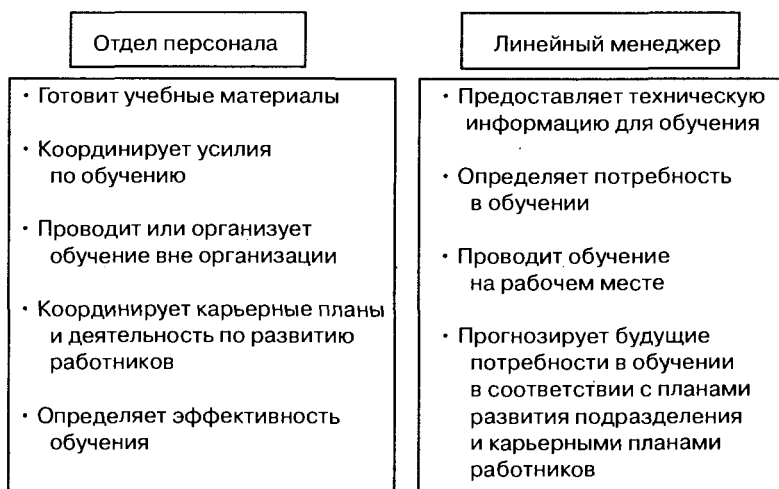 Отдел персонала
• Готовит учебные материалы
• Координирует усилия
по обучению
• Проводит или организует
обучение вне организации
• Координирует карьерные планы
и деятельность по развитию
работников
• Определяет эффективность
обучения
Линейный менеджер
• Предоставляет техническую
информацию для обучения
• Определяет потребность
в обучении
• Проводит обучение
на рабочем месте
• Прогнозирует будущие
потребности в обучении
в соответствии с планами
развития подразделения
и карьерными планами
работников